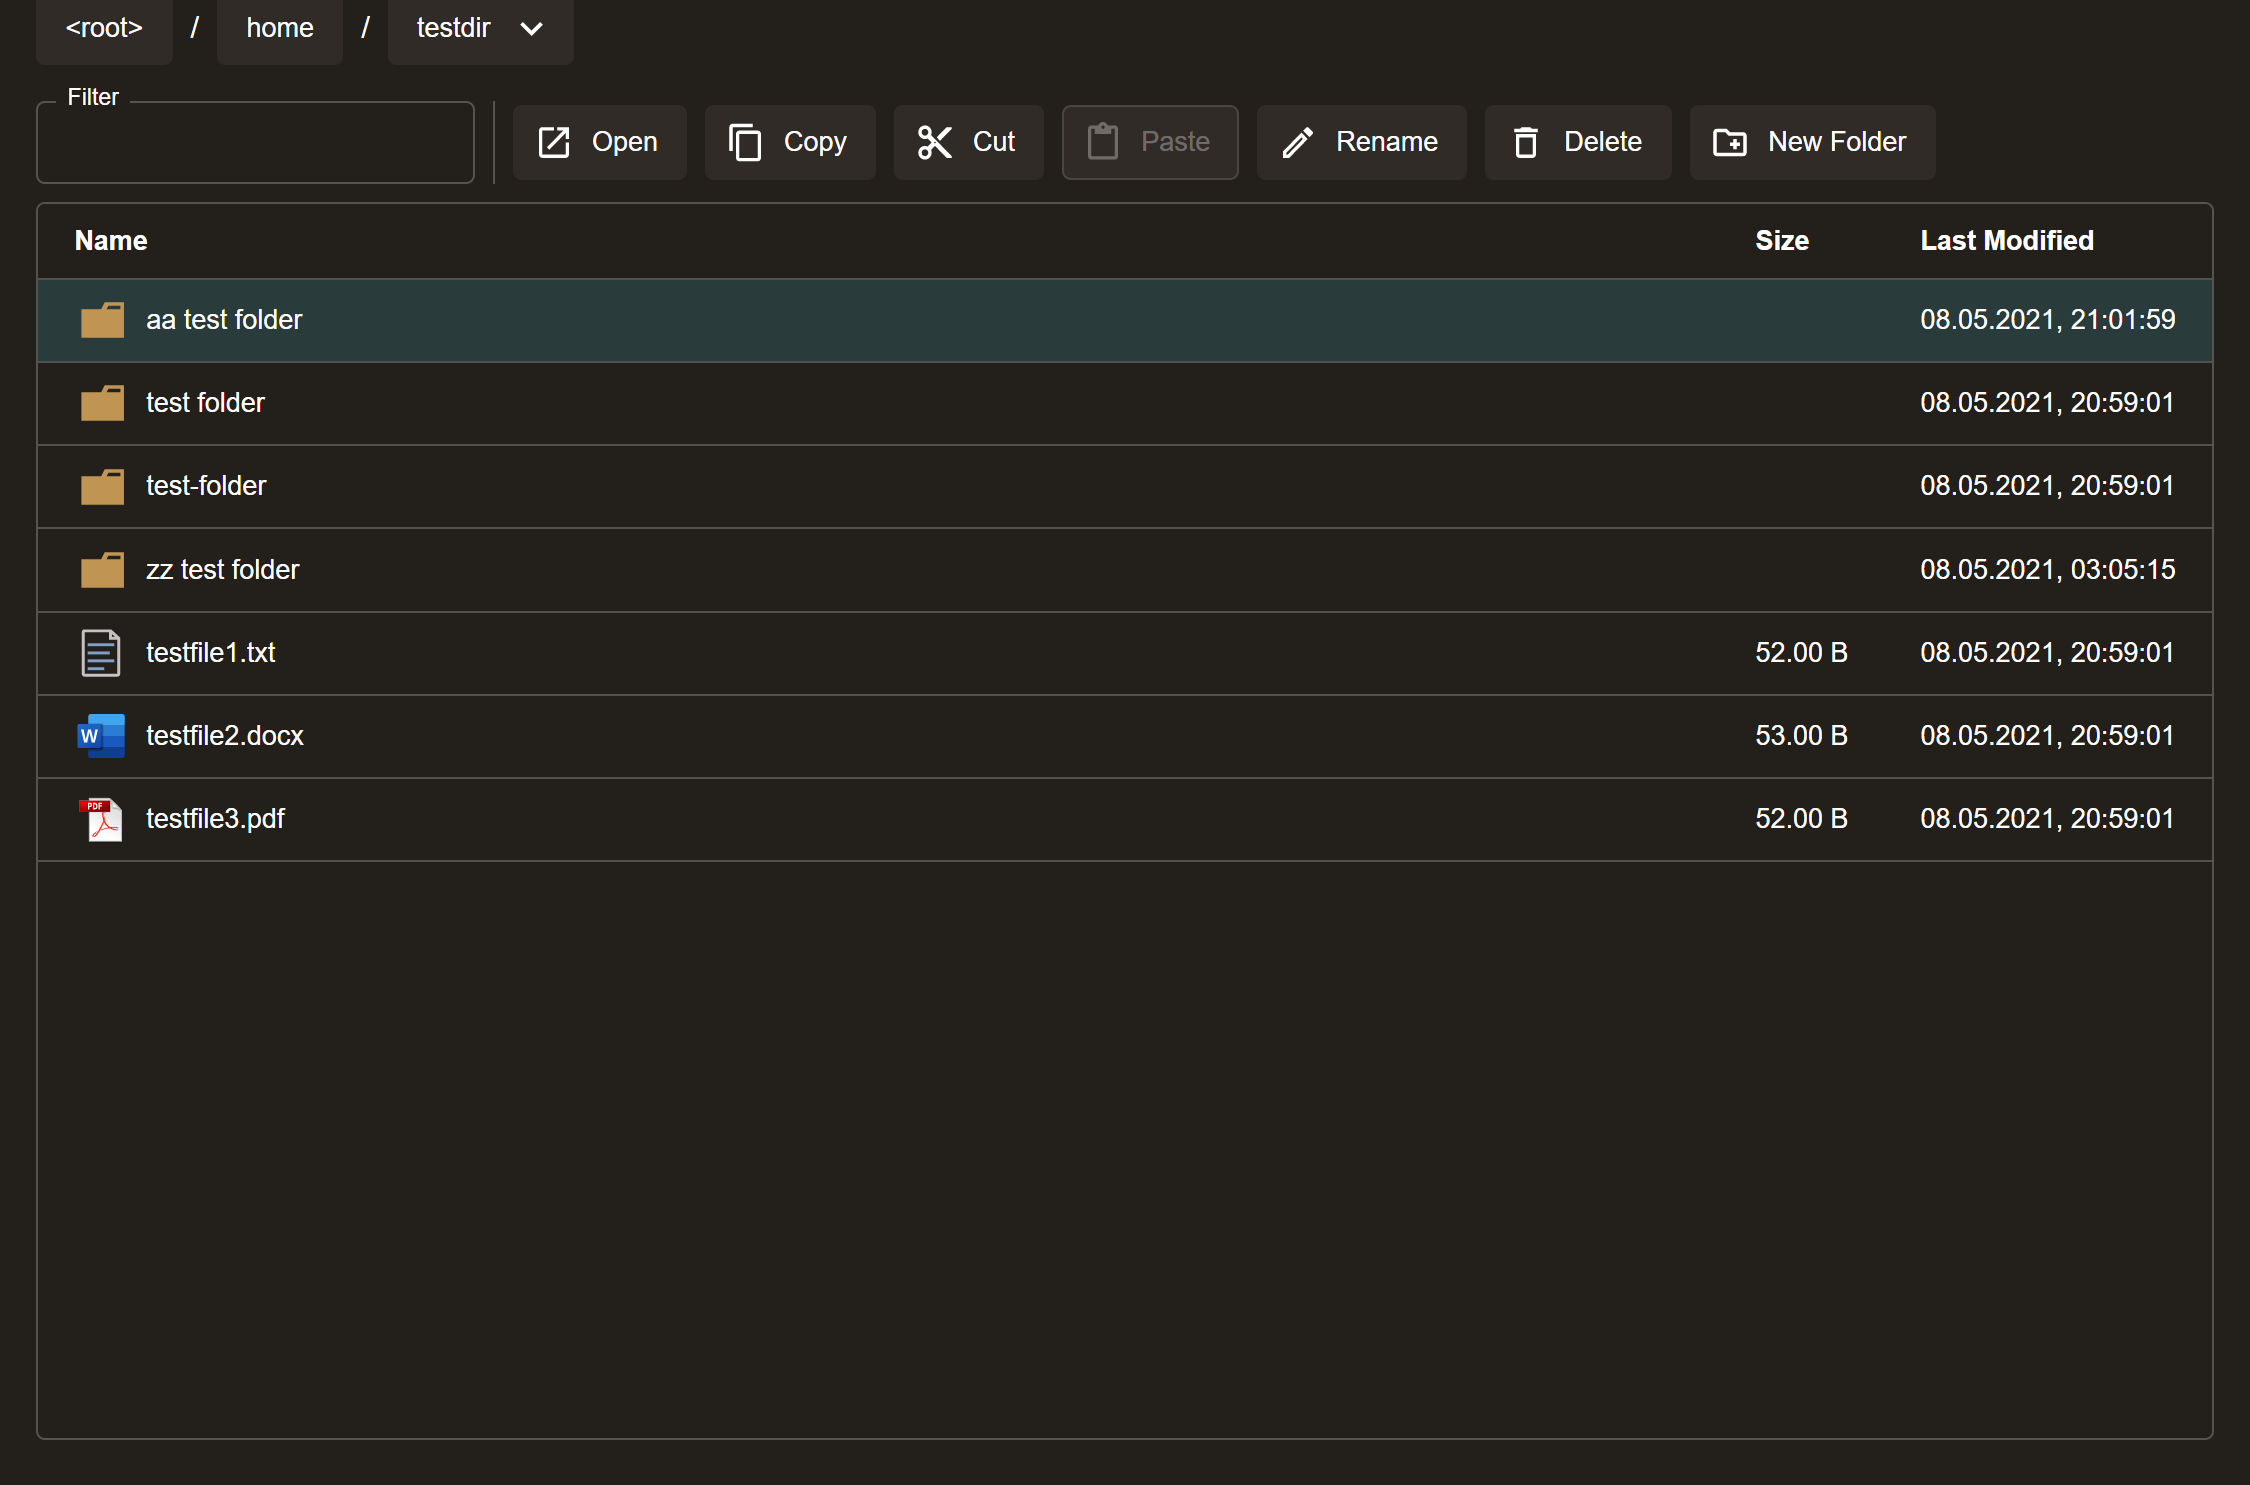 <root> / home / testdir
Filter
Open Copy Cut Paste Rename Delete New Folder
Name Size Last Modified
aa test folder 08.05.2021, 21:01:59
test folder 08.05.2021, 20:59:01
test-folder 08.05.2021, 20:59:01
zz test folder 08.05.2021, 03:05:15
testfile1.txt 52.00 B 08.05.2021, 20:59:01
W testfile2.docx 53.00 B 08.05.2021, 20:59:01
PDF testfile3.pdf 52.00 B 08.05.2021, 20:59:01